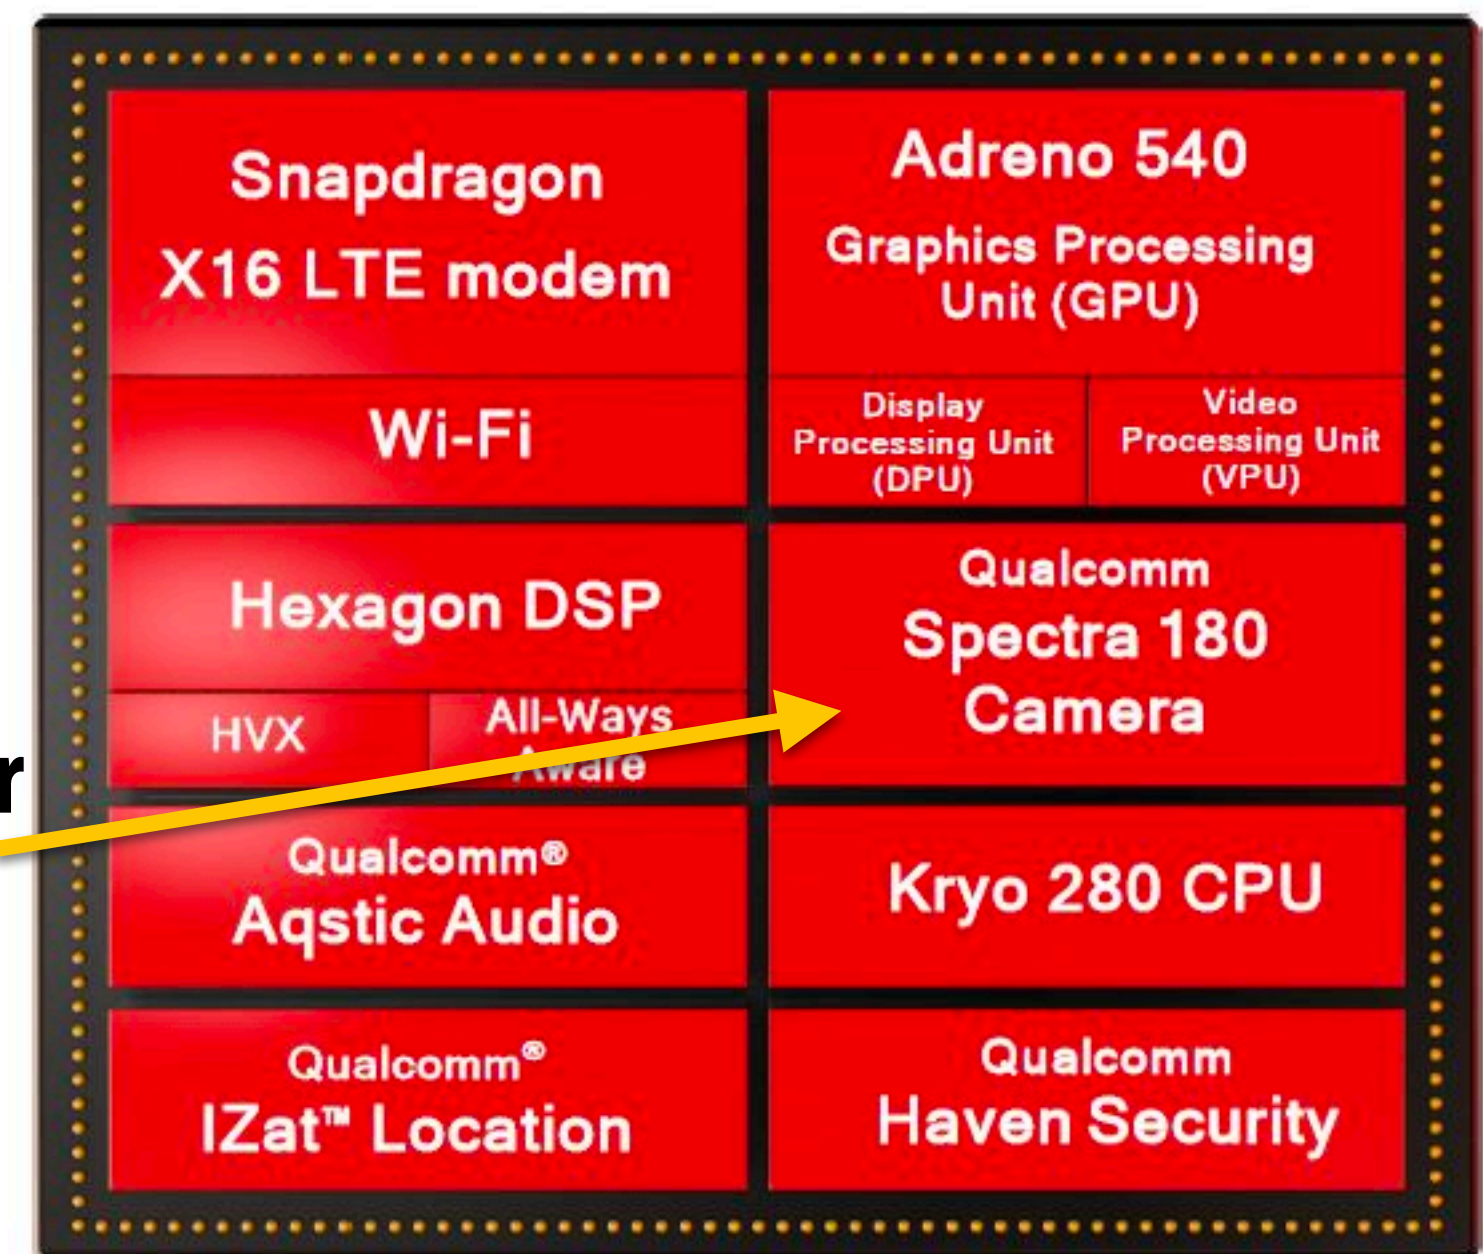 Snapdragon
X16 LTE modem
Wi-Fi
Adreno 540
Graphics Processing
Unit (GPU)
Display
Processing Unit
(DPU)
Video
Processing Unit
(VPU)
Hexagon DSP
HVX
All-Ways
Aware
Qualcomm
Spectra 180
Camera
r
Qualcomm®
Aqstic Audio
Kryo 280 CPU
Qualcomm®
IZat™ Location
Qualcomm
Haven Security